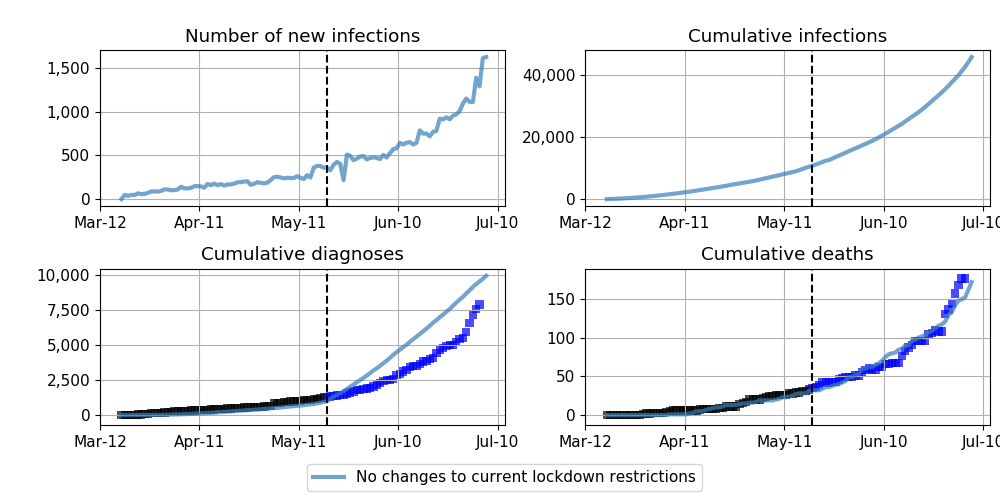 Number of new infections
1,500
1,000
500
0
Mar-12 Apr-11 May-11 Jun-10 Jul-10
Cumulative infections
40,000
20,000
0
Mar-12 Apr-11 May-11 Jun-10 Jul-10
Cumulative diagnoses
10,000
7,500
5,000
2,500
0
Mar-12 Apr-11 May-11 Jun-10 Jul-10
Cumulative deaths
150
100
50
0
Mar-12 Apr-11 May-11 Jun-10 Jul-10
No changes to current lockdown restrictions